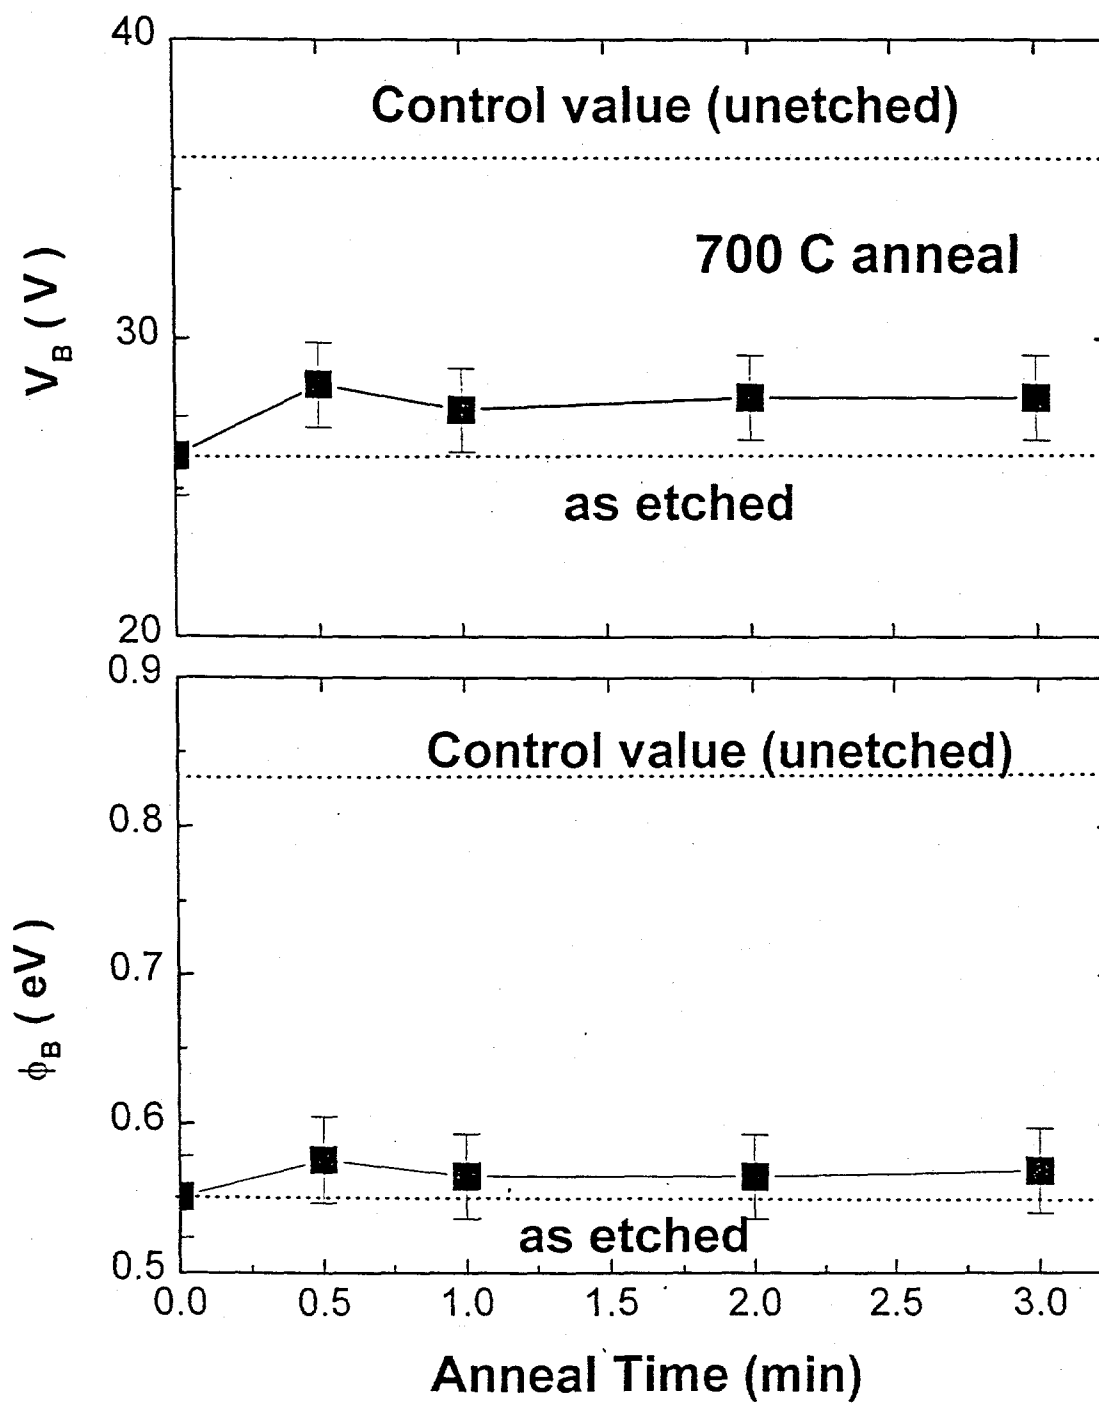 40
Control value (unetched)
700 C anneal
V_B ( V )
30
as etched
20
0.9
Control value (unetched)
0.8
ϕ_B ( eV )
0.7
0.6
as etched
0.5
0.0 0.5 1.0 1.5 2.0 2.5 3.0
Anneal Time (min)